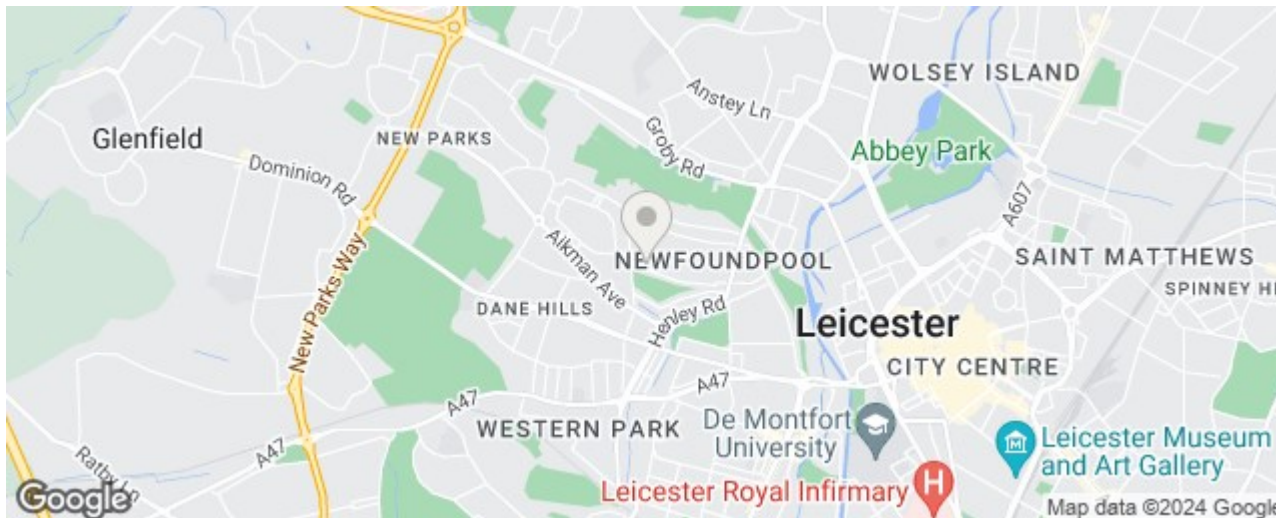 WOLSEY ISLAND
Anstey Ln
Groby Rd
Glenfield
NEW PARKS
Abbey Park
Dominion Rd
A607
Aikman Ave
NEWFOUNDPOOL
SAINT MATTHEWS
SPINNEY HI
New Parks Way
DANE HILLS
Henley Rd
Leicester
CITY CENTRE
A47
A47
WESTERN PARK
De Montfort
University
A47
Ratby Ln
Leicester Museum
and Art Gallery
Leicester Royal Infirmary
H
Google
Map data ©2024 Google